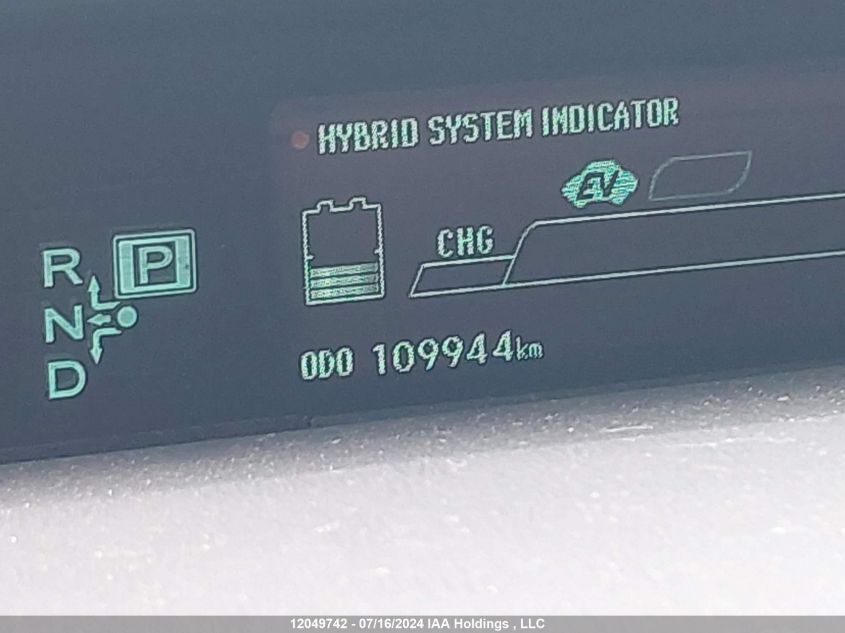 HYBRID SYSTEM INDICATOR
EV
CHG
R P
N
D
ODO 109944km
12049742 - 07/16/2024 IAA Holdings , LLC